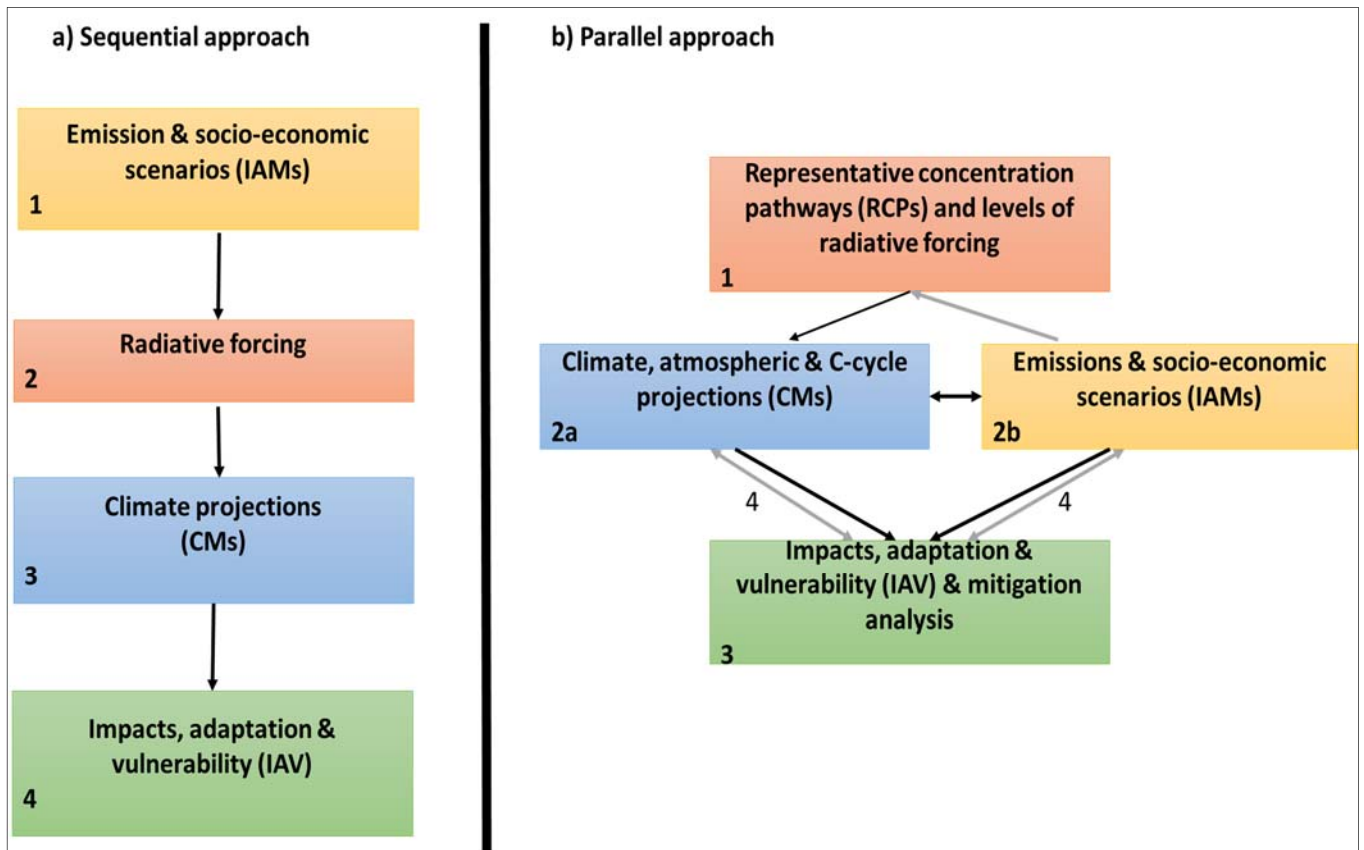 a) Sequential approach
Emission & socio-economic
scenarios (IAMs)
1
Radiative forcing
2
Climate projections
(CMs)
3
Impacts, adaptation &
vulnerability (IAV)
4
b) Parallel approach
Representative concentration
pathways (RCPs) and levels of
radiative forcing
1
Climate, atmospheric & C-cycle
projections (CMs)
2a
Emissions & socio-economic
scenarios (IAMs)
2b
4
4
Impacts, adaptation &
vulnerability (IAV) & mitigation
analysis
3